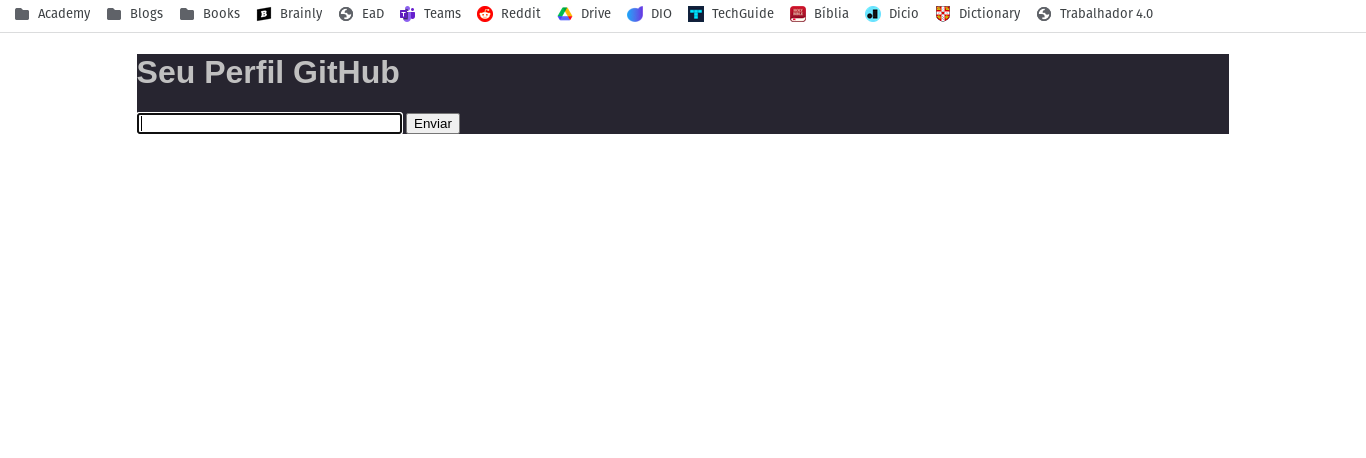 Academy Blogs Books Brainly EaD Teams Reddit Drive DIO TechGuide Bíblia Dicio Dictionary Trabalhador 4.0
Seu Perfil GitHub
Enviar